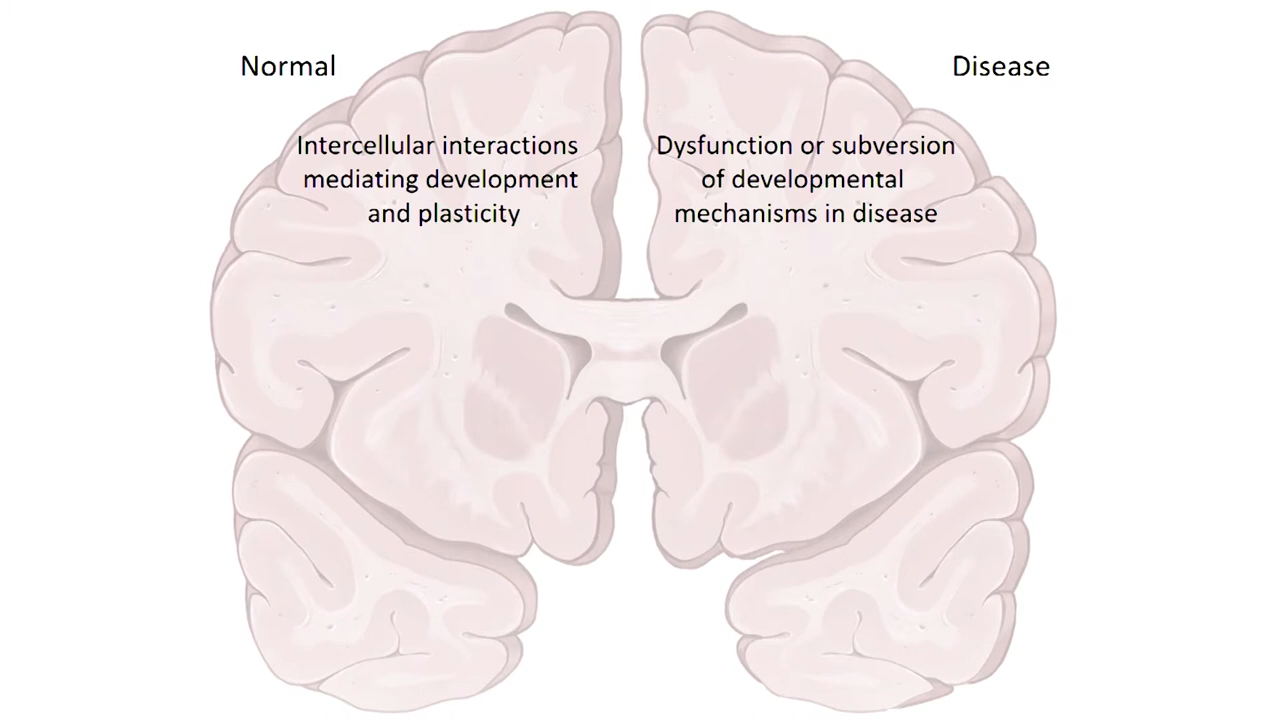 Normal
Disease
Intercellular interactions
mediating development
and plasticity
Dysfunction or subversion
of developmental
mechanisms in disease